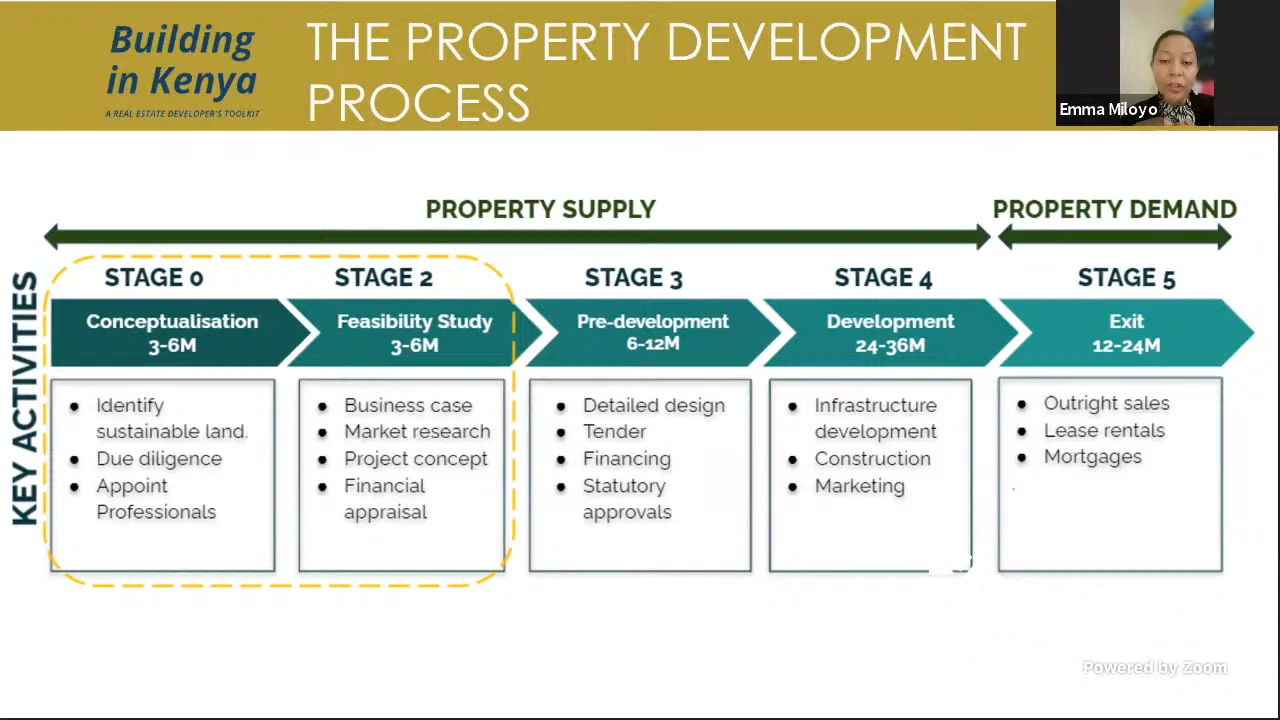 Building
in Kenya
A REAL ESTATE DEVELOPER'S TOOLKIT
THE PROPERTY DEVELOPMENT
PROCESS
Emma Miloyo
PROPERTY SUPPLY
PROPERTY DEMAND
KEY ACTIVITIES
STAGE 0
Conceptualisation
3-6M
• Identify
sustainable land.
• Due diligence
• Appoint
Professionals
STAGE 2
Feasibility Study
3-6M
• Business case
• Market research
• Project concept
• Financial
appraisal
STAGE 3
Pre-development
6-12M
• Detailed design
• Tender
• Financing
• Statutory
approvals
STAGE 4
Development
24-36M
• Infrastructure
development
• Construction
• Marketing
STAGE 5
Exit
12-24M
• Outright sales
• Lease rentals
• Mortgages
.
Powered by Zoom